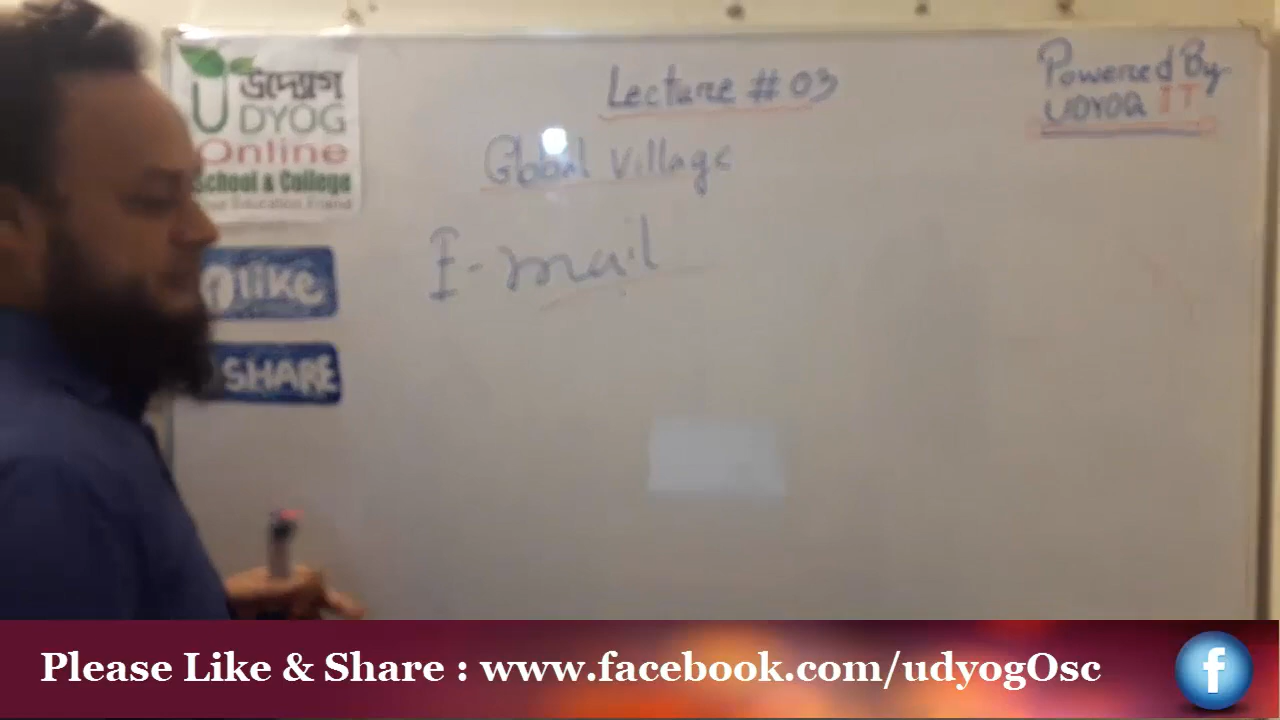 উদ্যোগ
UDYOG
Online
School & College
Education Friend
like
SHARE
Lecture # 03
Global Village
E-mail
Powered By
UDYOG IT
Please Like & Share : www.facebook.com/udyogOsc
f